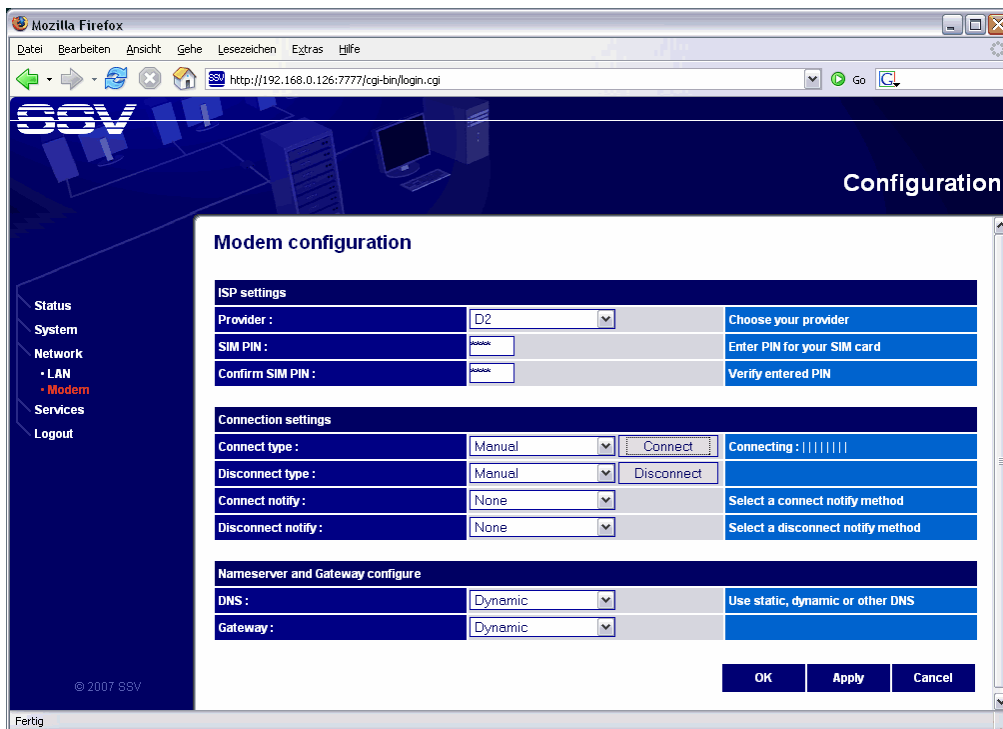 Mozilla Firefox
Datei Bearbeiten Ansicht Gehe Lesezeichen Extras Hilfe
SSV http://192.168.0.126:7777/cgi-bin/login.cgi Go G
SSV
Configuration
Modem configuration
ISP settings
Provider : D2 Choose your provider
SIM PIN : **** Enter PIN for your SIM card
Confirm SIM PIN : **** Verify entered PIN
Connection settings
Connect type : Manual Connect Connecting : | | | | | | | |
Disconnect type : Manual Disconnect
Connect notify : None Select a connect notify method
Disconnect notify : None Select a disconnect notify method
Nameserver and Gateway configure
DNS : Dynamic Use static, dynamic or other DNS
Gateway : Dynamic
OK Apply Cancel
Status
System
Network
• LAN
• Modem
Services
Logout
© 2007 SSV
Fertig